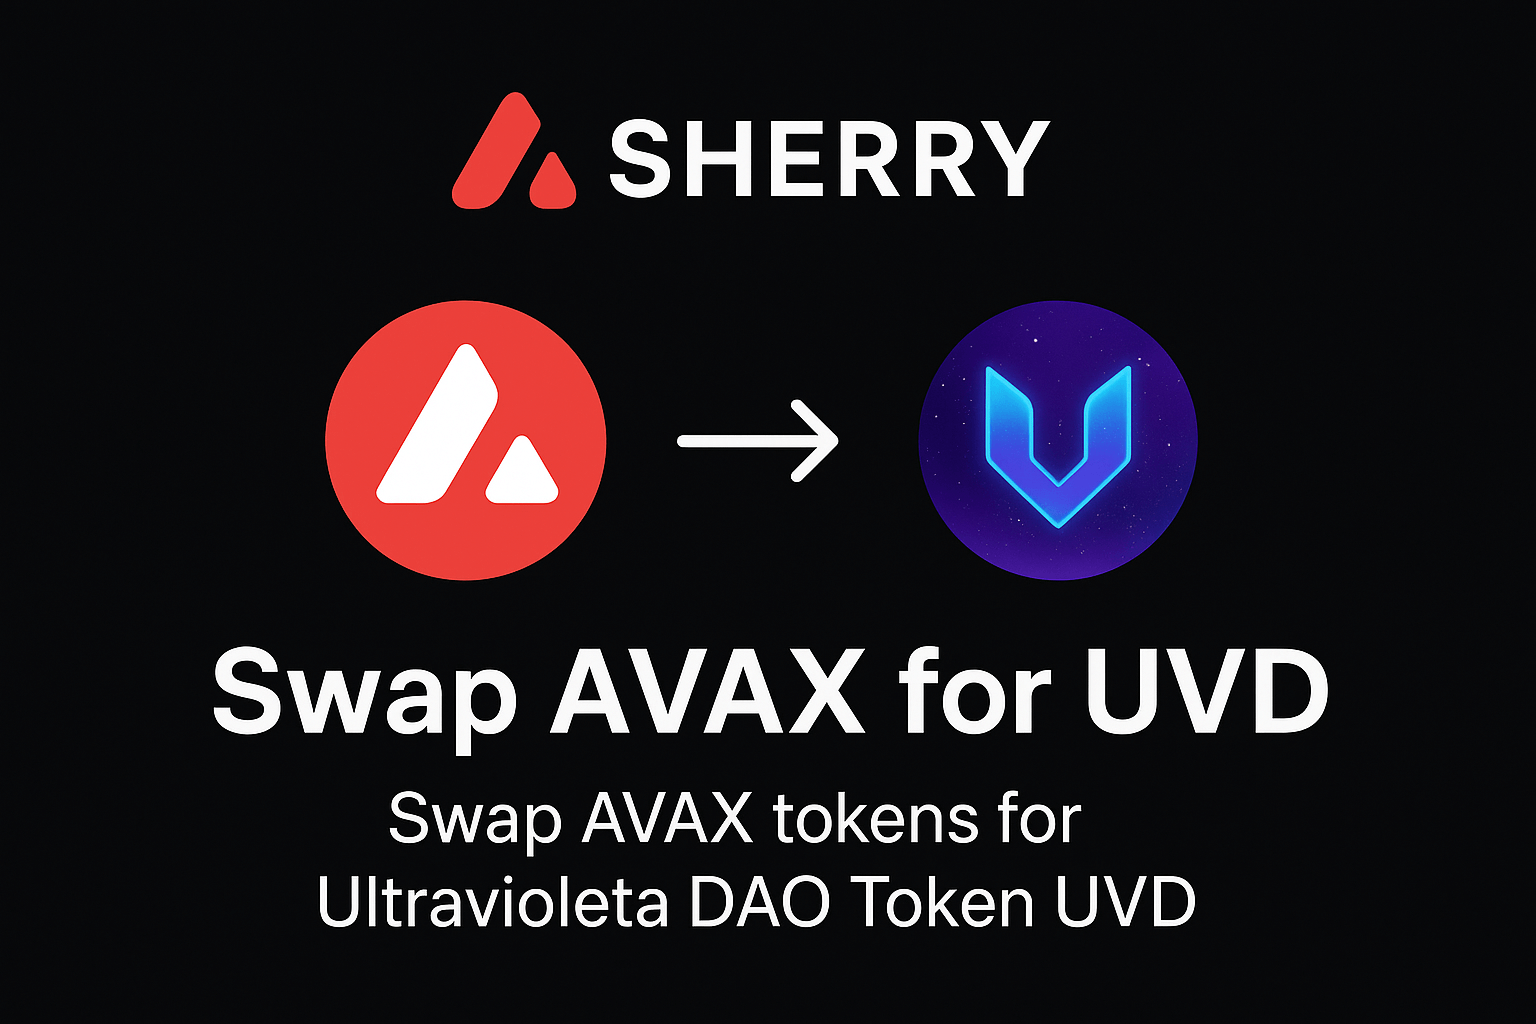 SHERRY
Swap AVAX for UVD
Swap AVAX tokens for
Ultravioleta DAO Token UVD